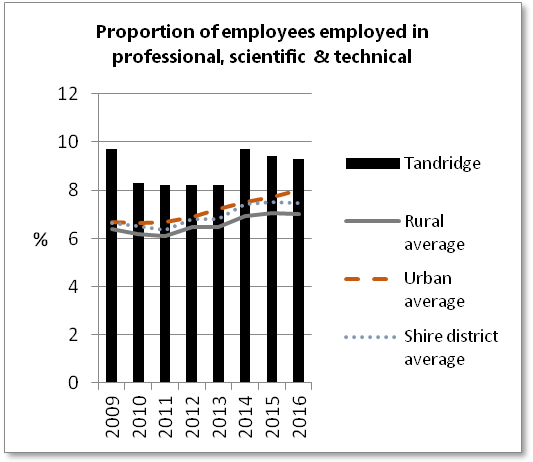 Proportion of employees employed in
professional, scientific & technical
12
10
8
6
4
2
0
%
2009
2010
2011
2012
2013
2014
2015
2016
Tandridge
Rural
average
Urban
average
Shire district
average